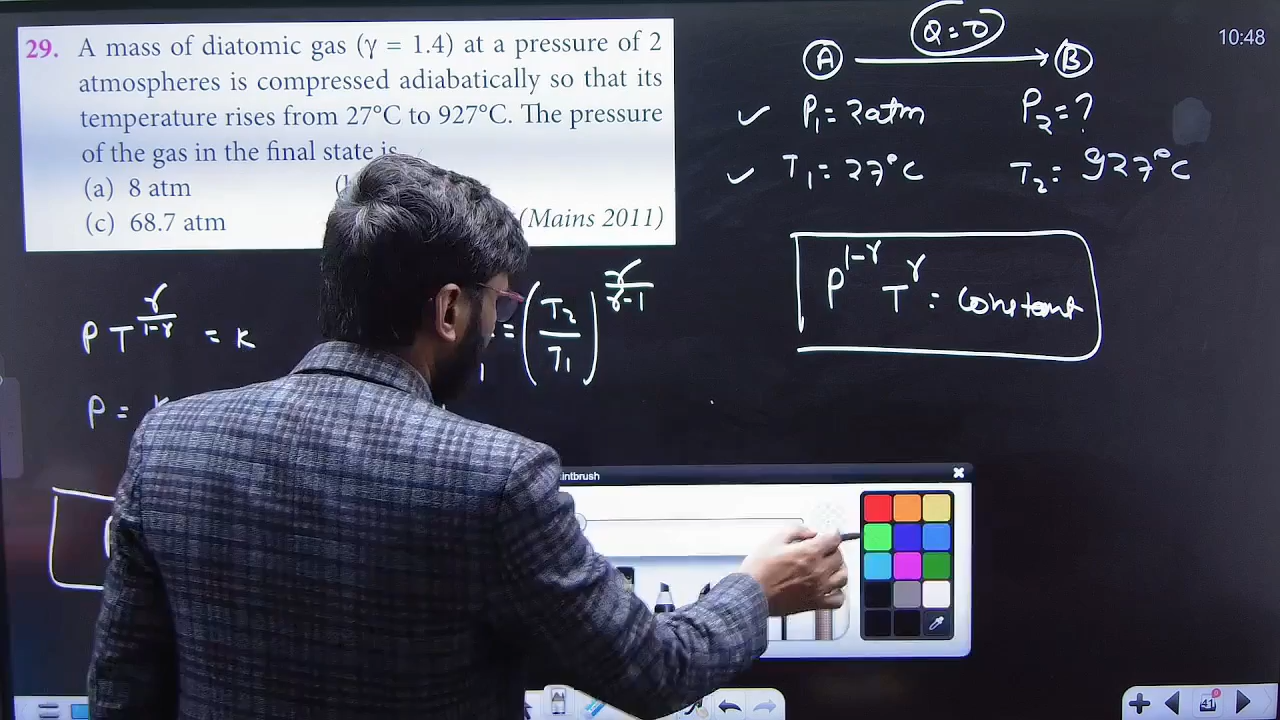 29. A mass of diatomic gas (γ = 1.4) at a pressure of 2
atmospheres is compressed adiabatically so that its
temperature rises from 27°C to 927°C. The pressure
of the gas in the final state is
(a) 8 atm
(c) 68.7 atm
(Mains 2011)
10:48
Q=0
A B
P₁=2atm P₂=?
T₁=27°C T₂=927°C
P^{1-γ} T^γ = constant
P T^{γ/1-γ} = K
= (T₂/T₁)^{γ/γ-1}
P =
intbrush
41